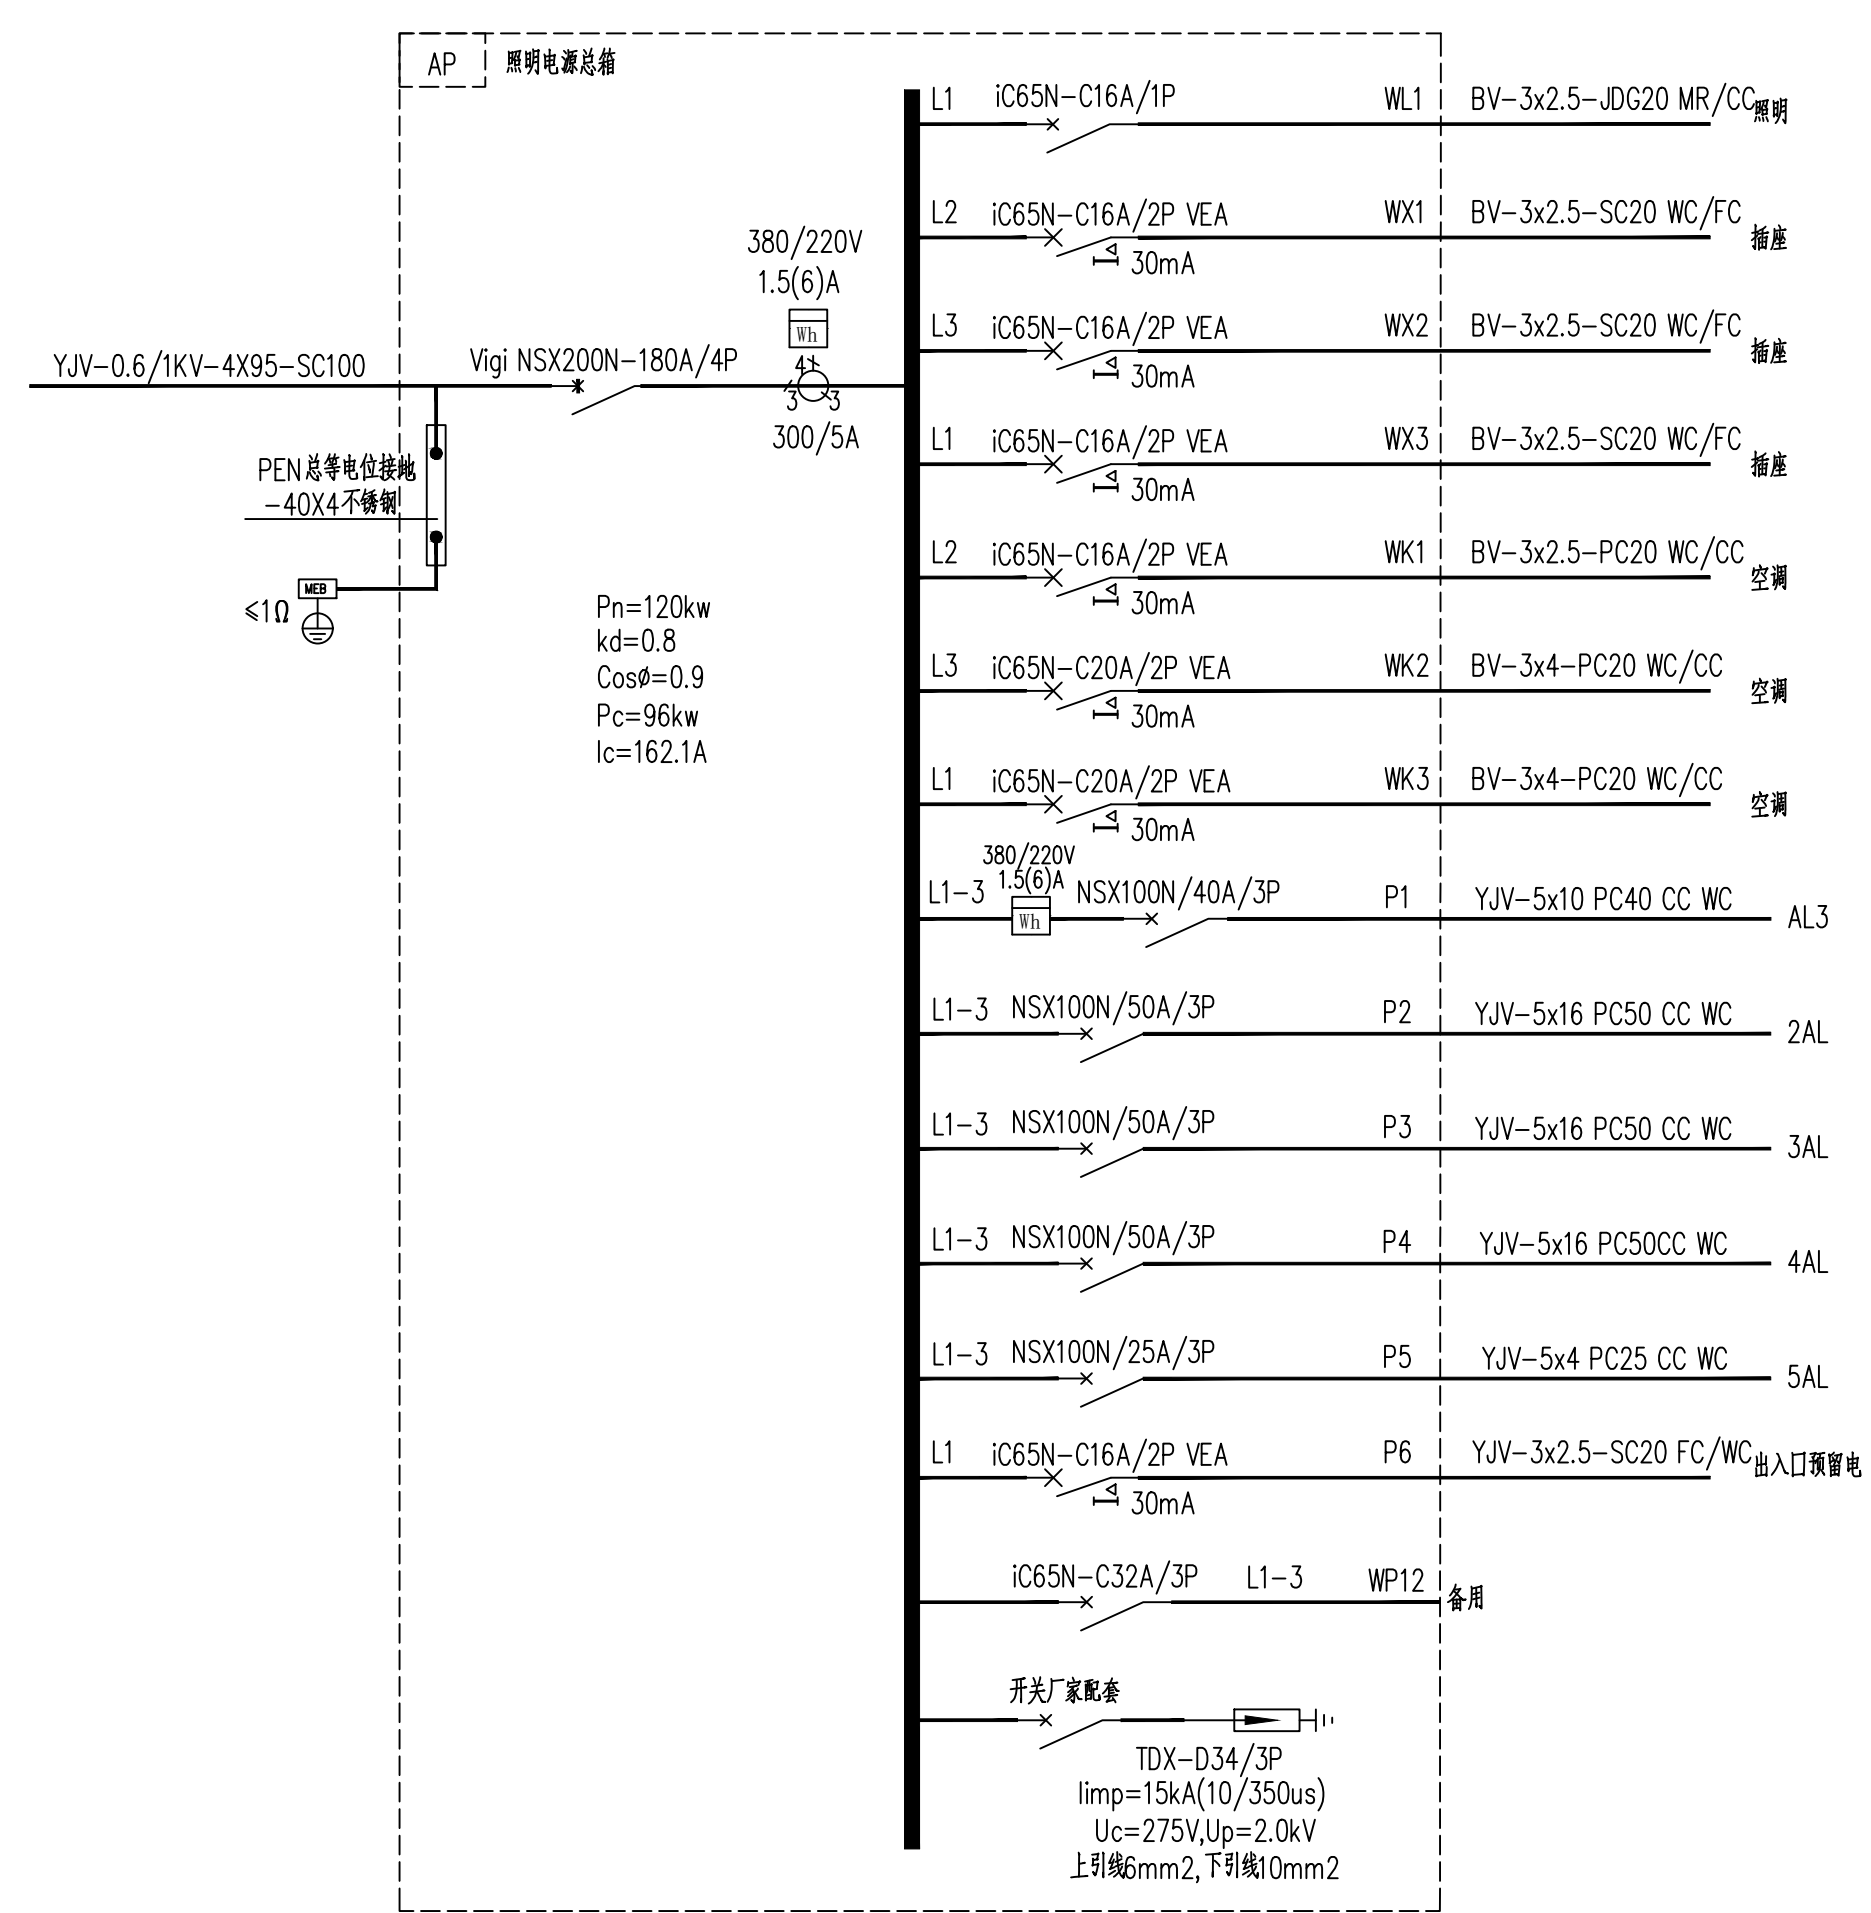 AP 照明电源总箱
YJV-0.6/1KV-4X95-SC100
Vigi NSX200N-180A/4P
380/220V
1.5(6)A
Wh
4
3 3
300/5A
PEN总等电位接地
-40X4不锈钢
MEB
≤1Ω
Pn=120kw
kd=0.8
CosØ=0.9
Pc=96kw
Ic=162.1A
L1 iC65N-C16A/1P WL1 BV-3x2.5-JDG20 MR/CC 照明
L2 iC65N-C16A/2P VEA WX1 BV-3x2.5-SC20 WC/FC 插座
30mA
L3 iC65N-C16A/2P VEA WX2 BV-3x2.5-SC20 WC/FC 插座
30mA
L1 iC65N-C16A/2P VEA WX3 BV-3x2.5-SC20 WC/FC 插座
30mA
L2 iC65N-C16A/2P VEA WK1 BV-3x2.5-PC20 WC/CC 空调
30mA
L3 iC65N-C20A/2P VEA WK2 BV-3x4-PC20 WC/CC 空调
30mA
L1 iC65N-C20A/2P VEA WK3 BV-3x4-PC20 WC/CC 空调
30mA
380/220V
1.5(6)A
L1-3 Wh NSX100N/40A/3P P1 YJV-5x10 PC40 CC WC AL3
L1-3 NSX100N/50A/3P P2 YJV-5x16 PC50 CC WC 2AL
L1-3 NSX100N/50A/3P P3 YJV-5x16 PC50 CC WC 3AL
L1-3 NSX100N/50A/3P P4 YJV-5x16 PC50CC WC 4AL
L1-3 NSX100N/25A/3P P5 YJV-5x4 PC25 CC WC 5AL
L1 iC65N-C16A/2P VEA P6 YJV-3x2.5-SC20 FC/WC 出入口预留电
30mA
iC65N-C32A/3P L1-3 WP12 备用
开关厂家配套
TDX-D34/3P
Iimp=15kA(10/350us)
Uc=275V,Up=2.0kV
上引线6mm2,下引线10mm2